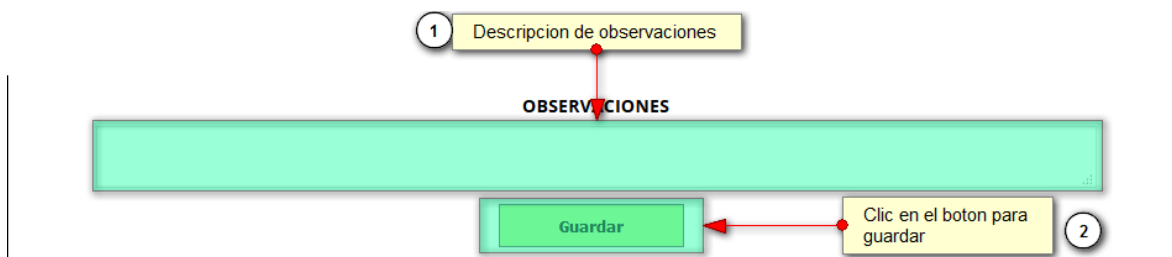 1 Descripcion de observaciones
OBSERVACIONES
Guardar
Clic en el boton para
guardar
2